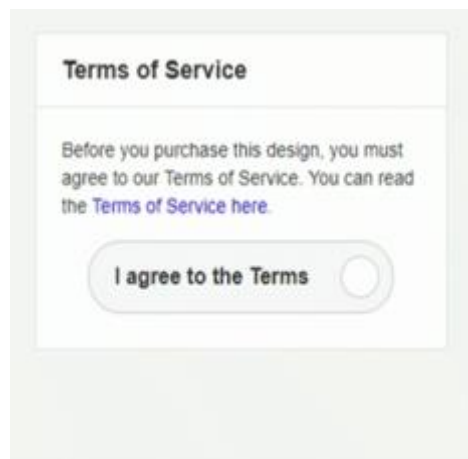 Terms of Service
Before you purchase this design, you must
agree to our Terms of Service. You can read
the Terms of Service here.
I agree to the Terms